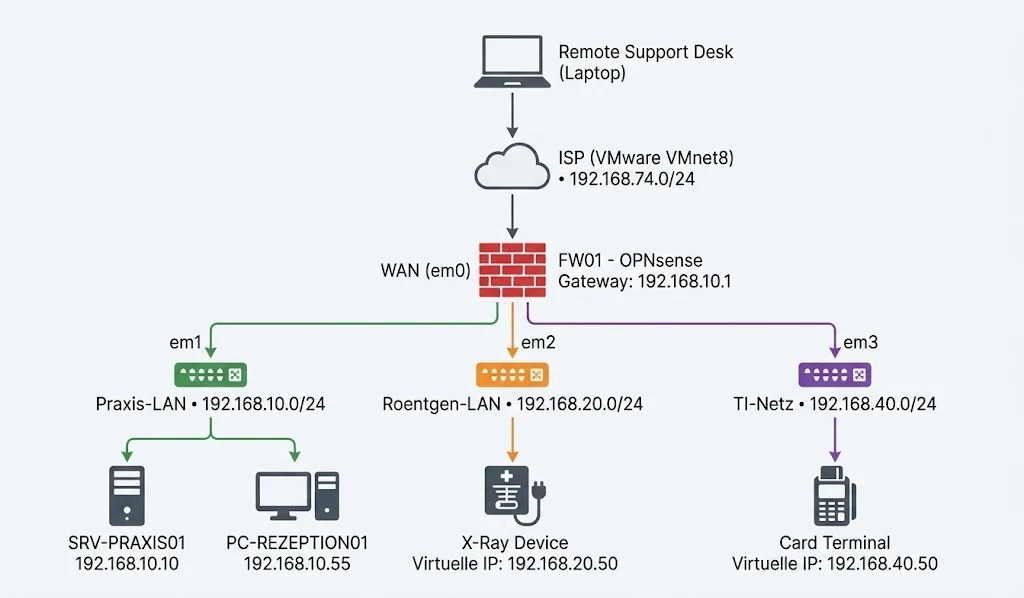 Remote Support Desk
(Laptop)
ISP (VMware VMnet8)
• 192.168.74.0/24
WAN (em0)
FW01 - OPNsense
Gateway: 192.168.10.1
em1
em2
em3
Praxis-LAN • 192.168.10.0/24
Roentgen-LAN • 192.168.20.0/24
TI-Netz • 192.168.40.0/24
SRV-PRAXIS01
192.168.10.10
PC-REZEPTION01
192.168.10.55
X-Ray Device
Virtuelle IP: 192.168.20.50
Card Terminal
Virtuelle IP: 192.168.40.50